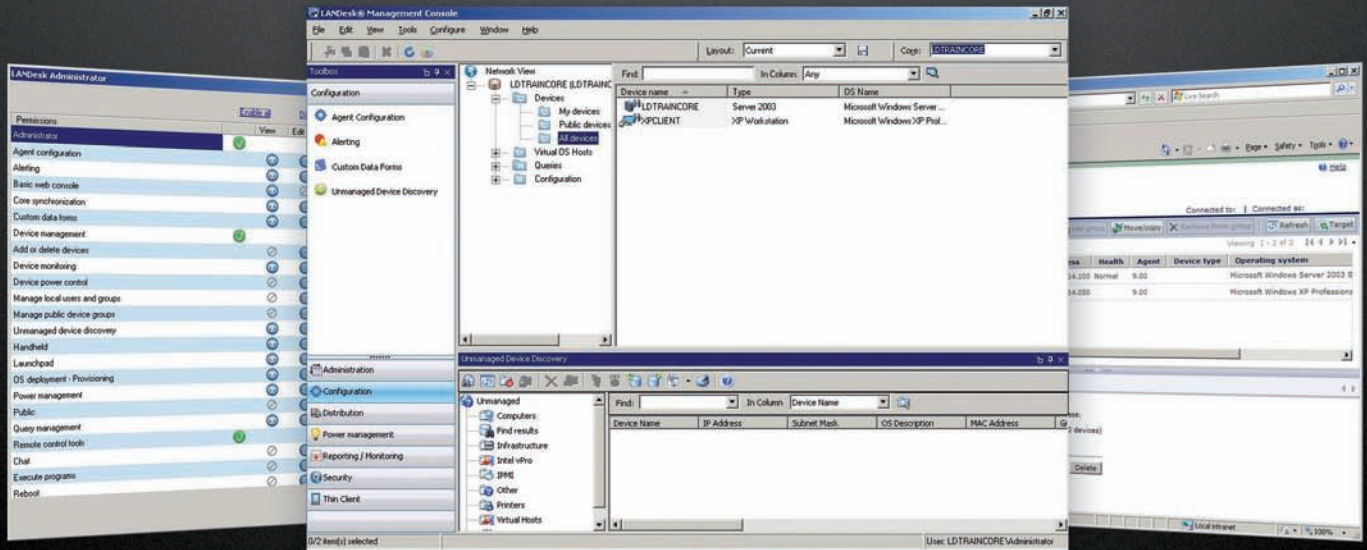 LANDesk Administrator
Enable all
Permissions
View
Edit
Administrator
Agent configuration
Alerting
Basic web console
Core synchronization
Custom data forms
Device management
Add or delete devices
Device monitoring
Device power control
Manage local users and groups
Manage public device groups
Unmanaged device discovery
Handheld
Launchpad
OS deployment - Provisioning
Power management
Public
Query management
Remote control tools
Chat
Execute programs
Reboot
LANDesk® Management Console
File Edit View Tools Configure Window Help
Layout: Current
Core: LDTRAINCORE
Toolbox
Configuration
Agent Configuration
Alerting
Custom Data Forms
Unmanaged Device Discovery
Administration
Configuration
Distribution
Power management
Reporting / Monitoring
Security
Thin Client
Network View
LDTRAINCORE (LDTRAINC
Devices
My devices
Public devices
All devices
Virtual OS Hosts
Queries
Configuration
Find: In Column: Any
Device name Type OS Name
LDTRAINCORE Server 2003 Microsoft Windows Server ...
XPCLIENT XP Workstation Microsoft Windows XP Prof...
Unmanaged Device Discovery
Unmanaged
Computers
Find results
Infrastructure
Intel vPro
IPMI
Other
Printers
Virtual Hosts
Find: In Column Device Name
Device Name IP Address Subnet Mask OS Description MAC Address
0/2 item(s) selected
User: LDTRAINCORE\Administrator
Live Search
Page Safety Tools
Help
Connected to: | Connected as:
Move/copy Remove from group Refresh Target
Viewing 1 - 2 of 2
Health Agent Device type Operating system
14.100 Normal 9.00 Microsoft Windows Server 2003 S
14.050 9.00 Microsoft Windows XP Professiona
devices)
Delete
Local intranet
100%